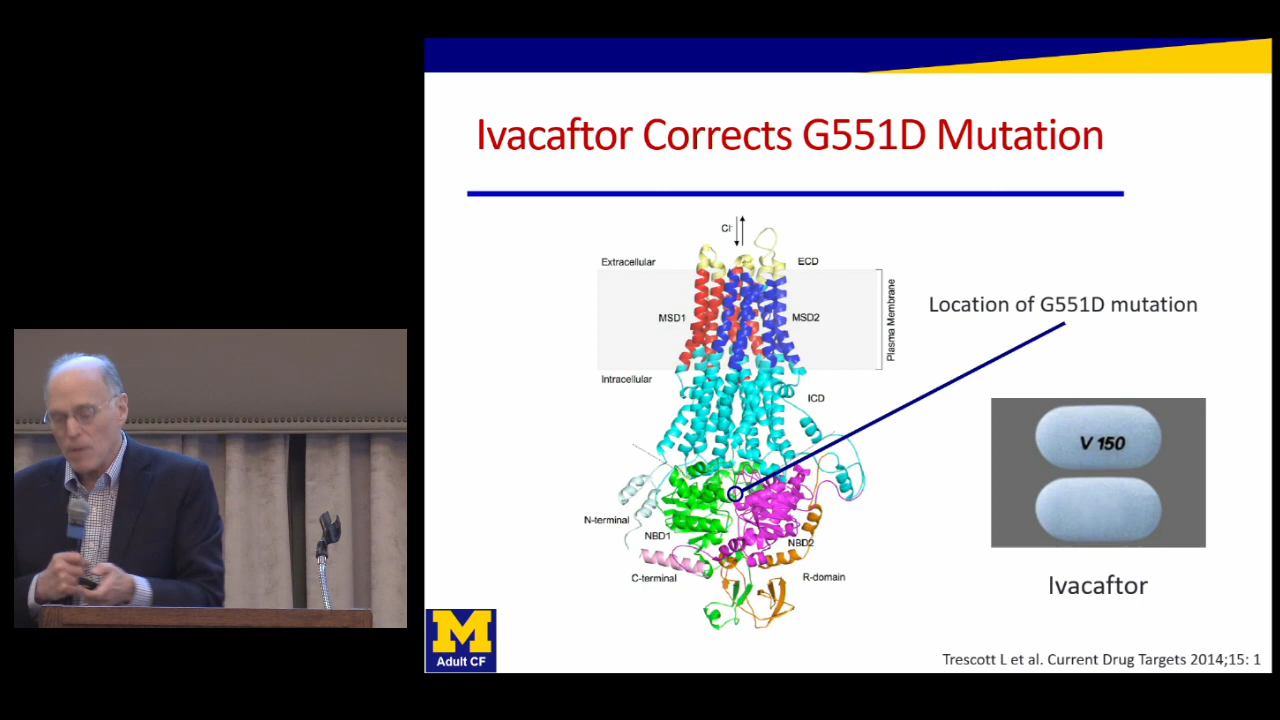 Ivacaftor Corrects G551D Mutation
Cl-
Extracellular
ECD
Location of G551D mutation
MSD1
MSD2
Plasma Membrane
Intracellular
ICD
V 150
N-terminal
NBD1
NBD2
C-terminal
R-domain
Ivacaftor
M
Adult CF
Trescott L et al. Current Drug Targets 2014;15: 1